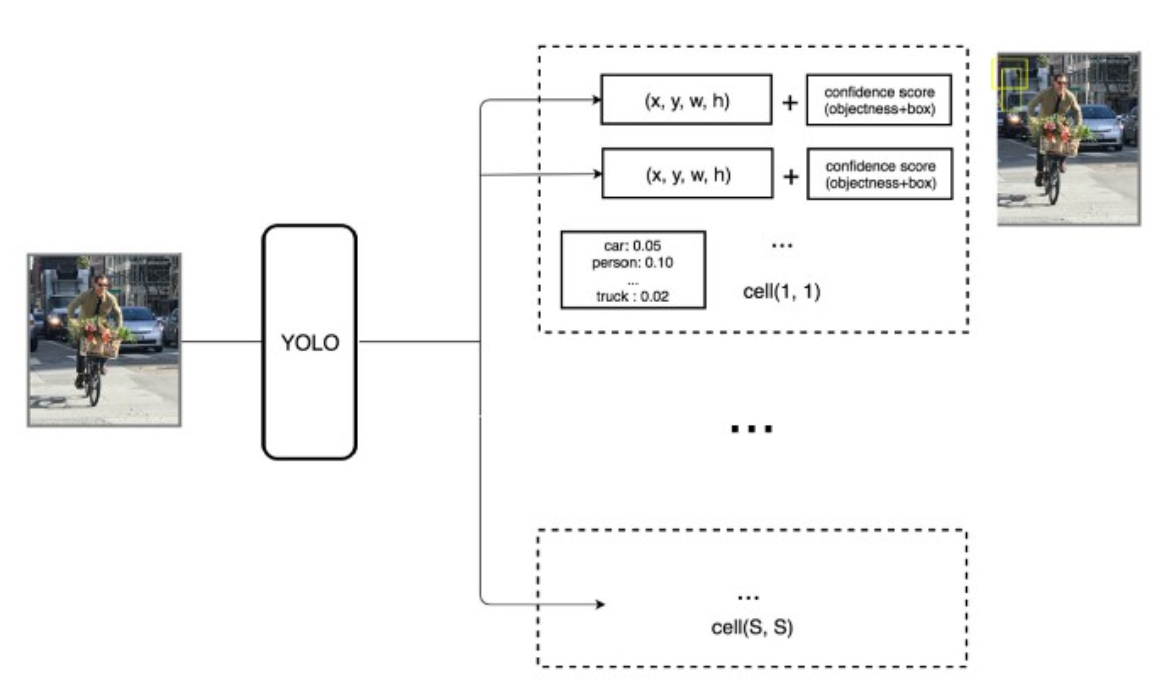 (x, y, w, h)
+
confidence score
(objectness+box)
(x, y, w, h)
+
confidence score
(objectness+box)
car: 0.05
person: 0.10
...
truck : 0.02
...
cell(1, 1)
YOLO
...
...
cell(S, S)